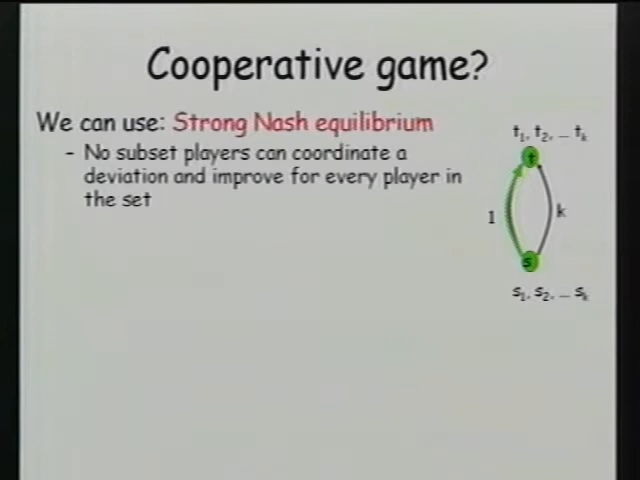 Cooperative game?
We can use: Strong Nash equilibrium
- No subset players can coordinate a
deviation and improve for every player in
the set
t1, t2, … tk
t
1
k
s
s1, s2, … sk